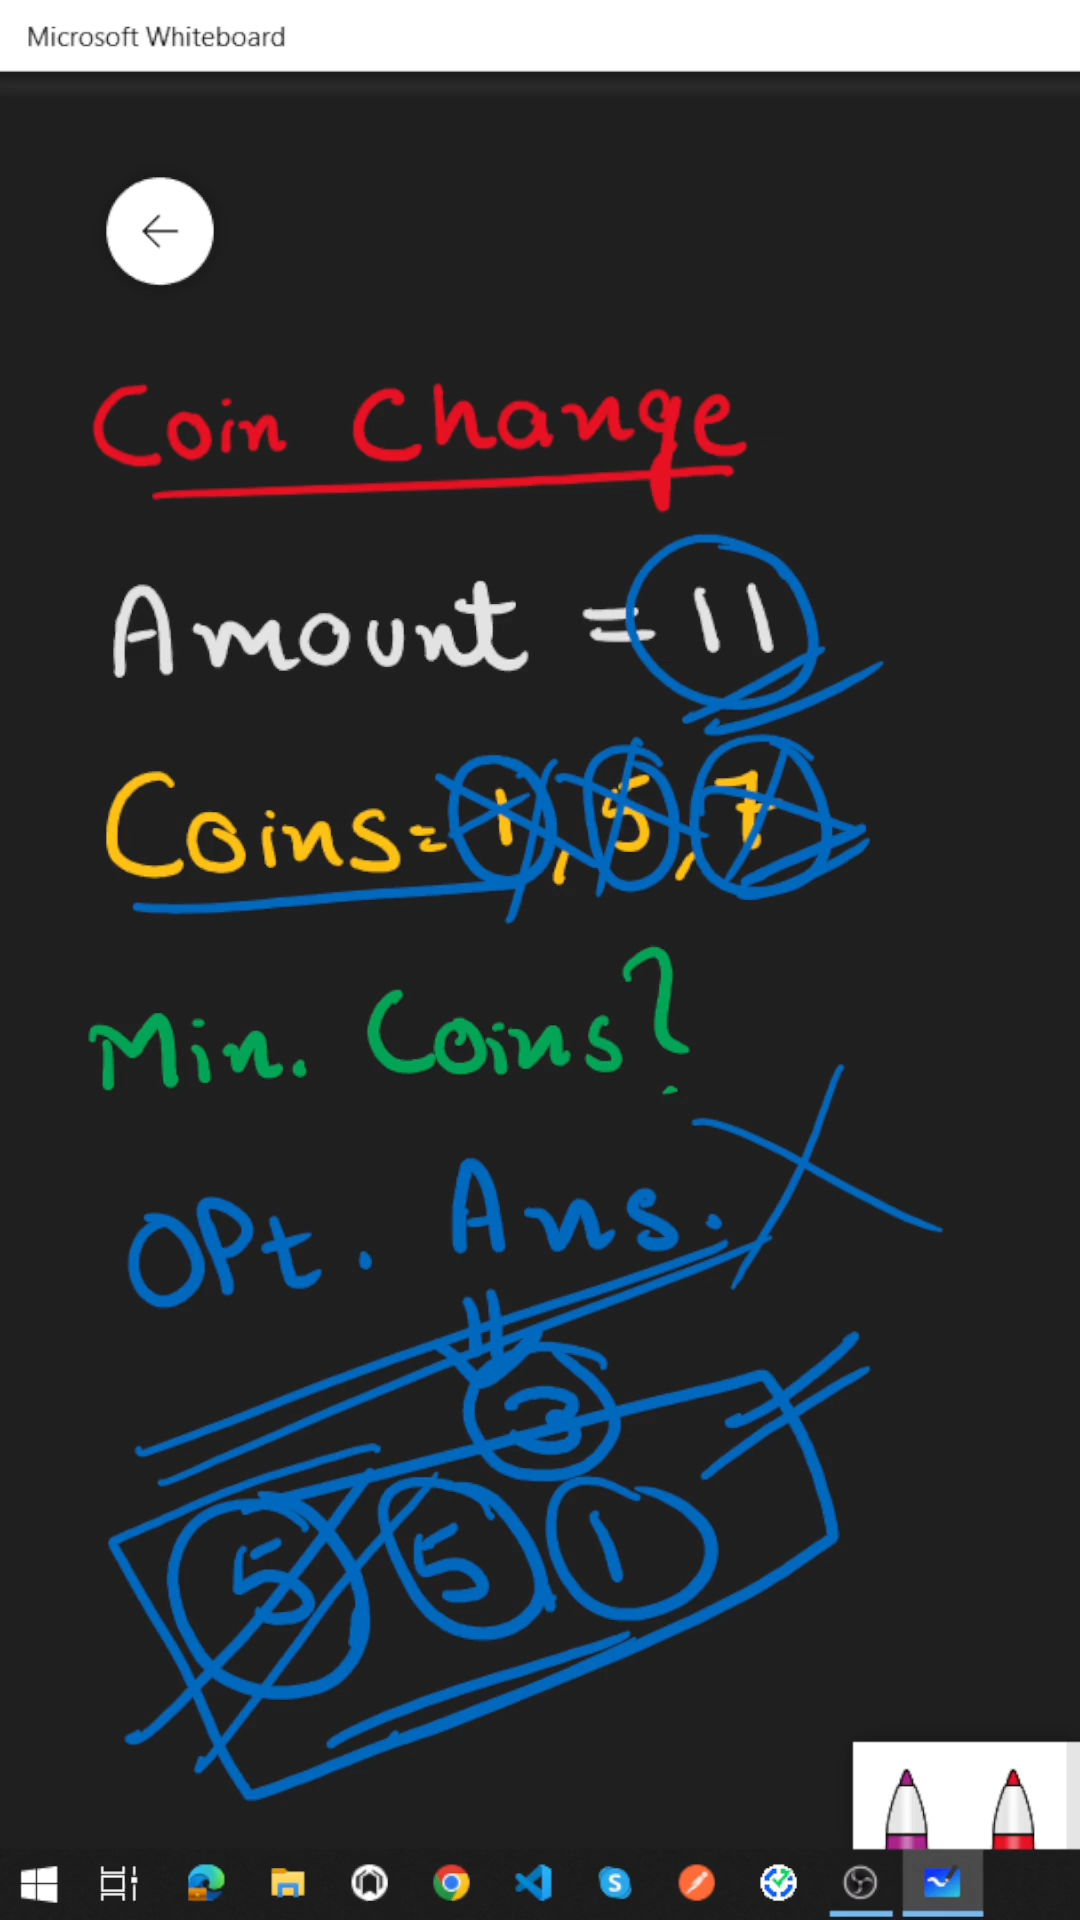 Microsoft Whiteboard
Coin Change
Amount = 11
Coins = 1, 5, 7
Min. Coins?
OPt. Ans.
3
5 5 1